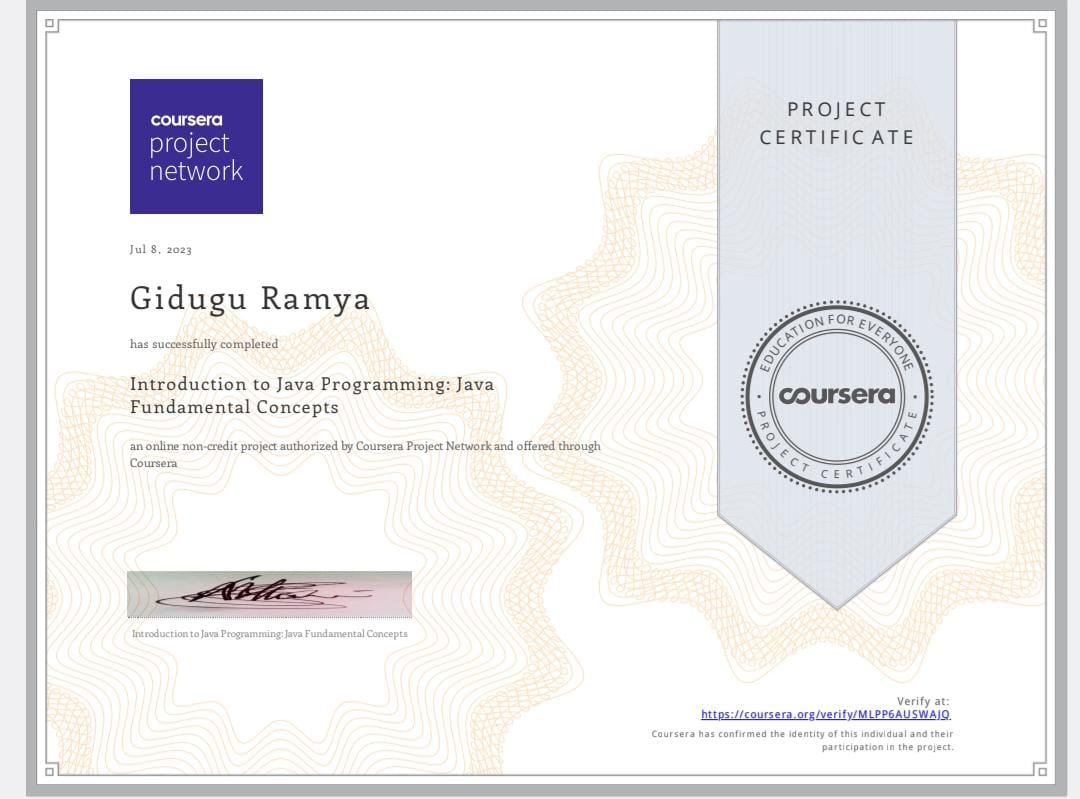 coursera
project
network
PROJECT
CERTIFICATE
Jul 8, 2023
Gidugu Ramya
has successfully completed
Introduction to Java Programming: Java
Fundamental Concepts
an online non-credit project authorized by Coursera Project Network and offered through
Coursera
EDUCATION FOR EVERYONE
coursera
PROJECT CERTIFICATE
Introduction to Java Programming: Java Fundamental Concepts
Verify at:
https://coursera.org/verify/MLPP6AUSWAJQ
Coursera has confirmed the identity of this individual and their
participation in the project.